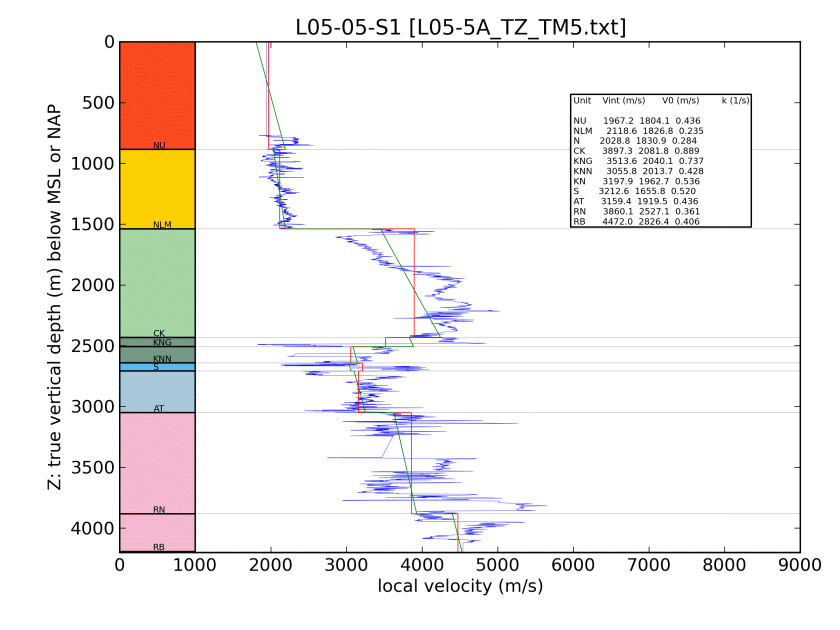 L05-05-S1 [L05-5A_TZ_TM5.txt]
Z: true vertical depth (m) below MSL or NAP
0
500
1000
1500
2000
2500
3000
3500
4000
NU
NLM
CK
KNG
KNN
S
AT
RN
RB
Unit Vint (m/s) V0 (m/s) k (1/s)
NU 1967.2 1804.1 0.436
NLM 2118.6 1826.8 0.235
N 2028.8 1830.9 0.284
CK 3897.3 2081.8 0.889
KNG 3513.6 2040.1 0.737
KNN 3055.8 2013.7 0.428
KN 3197.9 1962.7 0.536
S 3212.6 1655.8 0.520
AT 3159.4 1919.5 0.436
RN 3860.1 2527.1 0.361
RB 4472.0 2826.4 0.406
0 1000 2000 3000 4000 5000 6000 7000 8000 9000
local velocity (m/s)